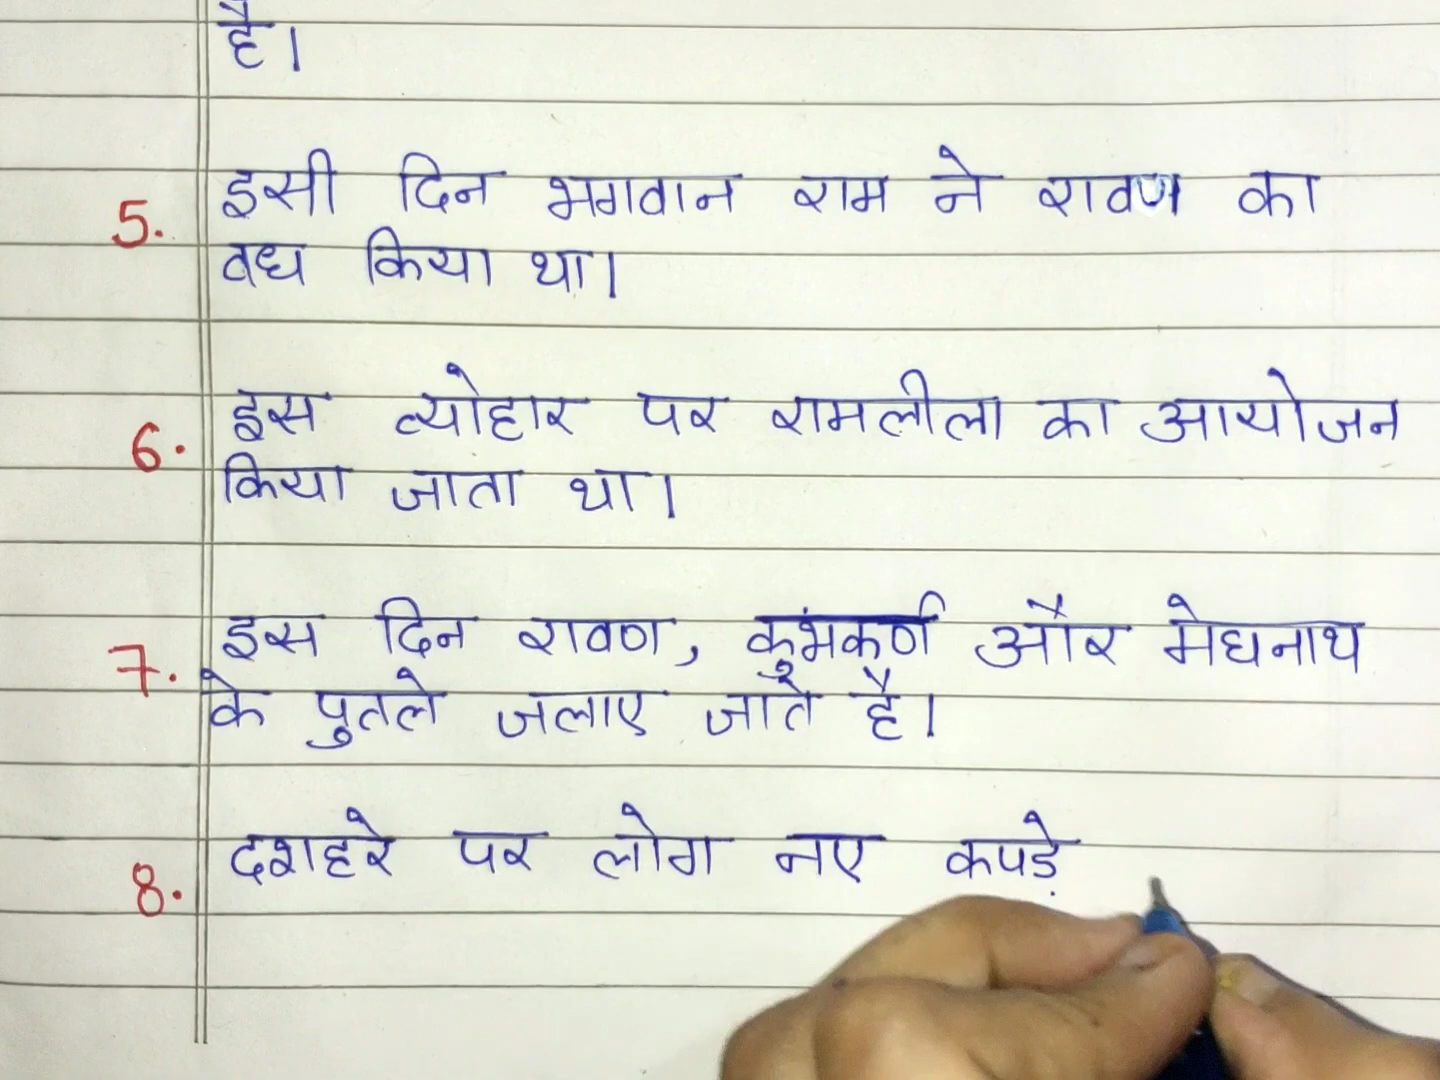 है।
5. इसी दिन भगवान राम ने रावण का
वध किया था।
6. इस त्योहार पर रामलीला का आयोजन
किया जाता था।
7. इस दिन रावण, कुंभकर्ण और मेघनाथ
के पुतले जलाए जाते है।
8. दशहरे पर लोग नए कपड़े